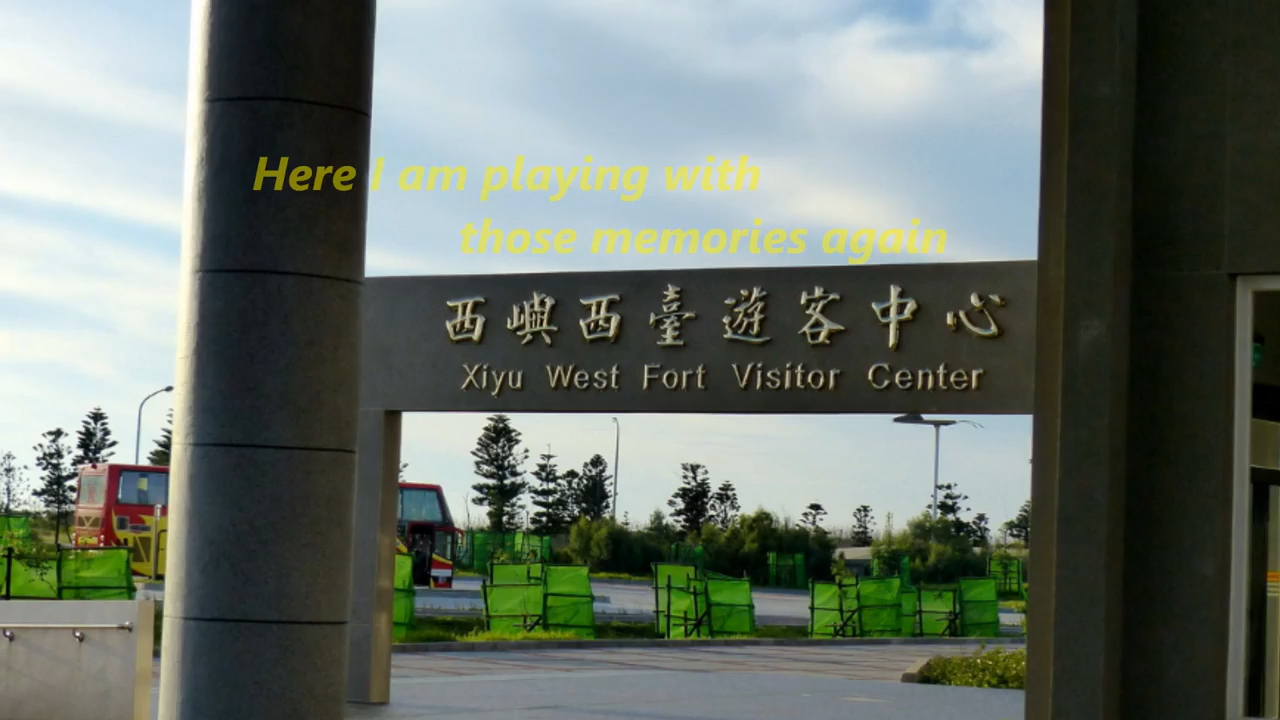 Here I am playing with
those memories again
西嶼西臺遊客中心
Xiyu West Fort Visitor Center